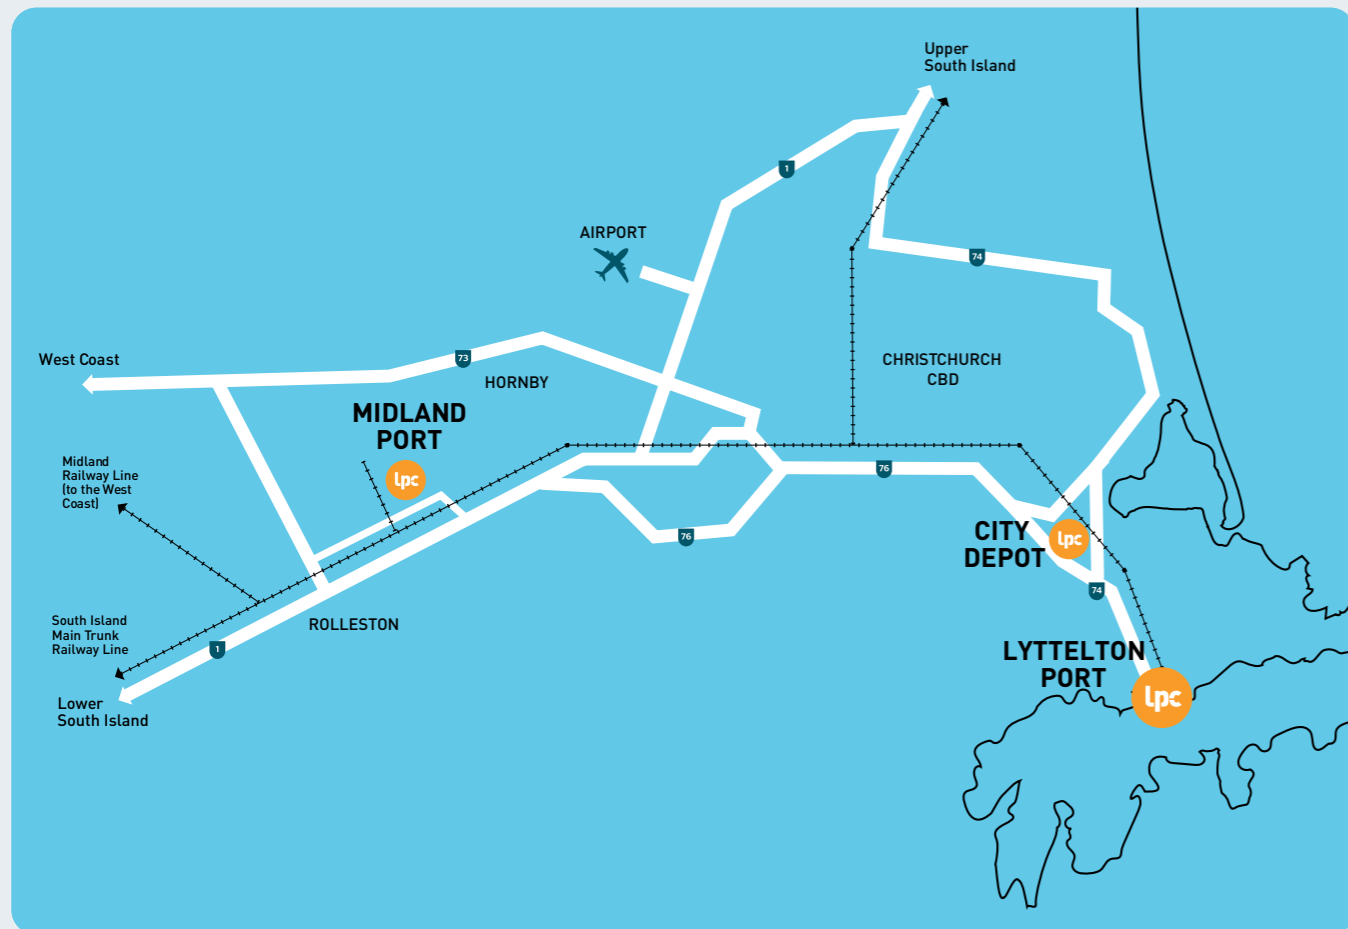 Upper
South Island
1
AIRPORT
74
West Coast
73
HORNBY
CHRISTCHURCH
CBD
MIDLAND
PORT
lpc
Midland
Railway Line
(to the West
Coast)
76
76
CITY
DEPOT
lpc
74
South Island
Main Trunk
Railway Line
ROLLESTON
1
LYTTELTON
PORT
lpc
Lower
South Island